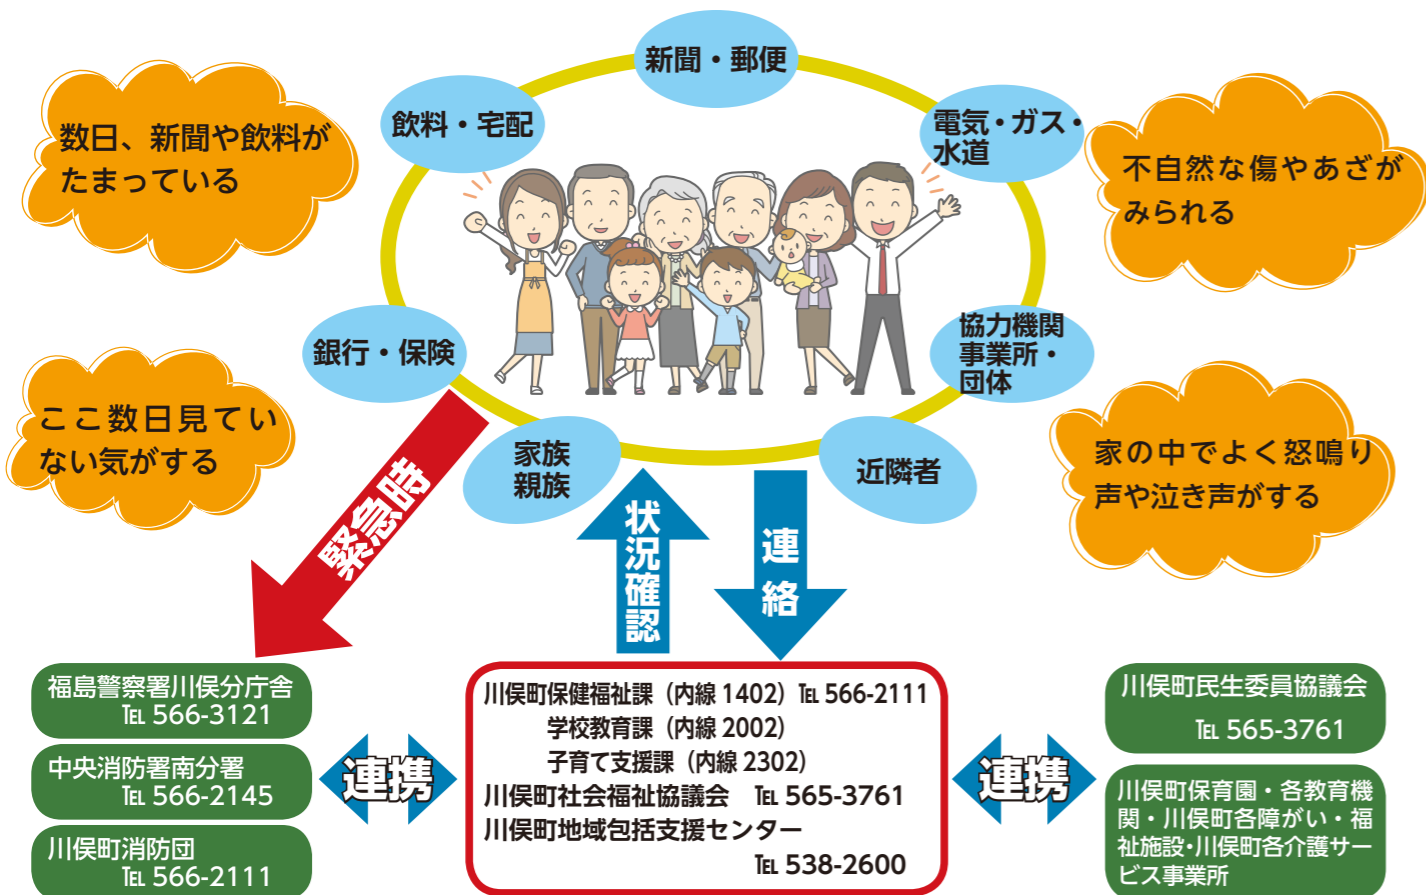 新聞・郵便
飲料・宅配
電気・ガス・
水道
数日、新聞や飲料が
たまっている
不自然な傷やあざが
みられる
銀行・保険
協力機関
事業所・
団体
ここ数日見てい
ない気がする
家族
親族
近隣者
家の中でよく怒鳴り
声や泣き声がする
緊急時
状況確認
連絡
福島警察署川俣分庁舎
℡ 566-3121
中央消防署南分署
℡ 566-2145
川俣町消防団
℡ 566-2111
連携
川俣町保健福祉課（内線 1402）℡ 566-2111
学校教育課（内線 2002）
子育て支援課（内線 2302）
川俣町社会福祉協議会　℡ 565-3761
川俣町地域包括支援センター
℡ 538-2600
連携
川俣町民生委員協議会
℡ 565-3761
川俣町保育園・各教育機
関・川俣町各障がい・福
祉施設・川俣町各介護サー
ビス事業所